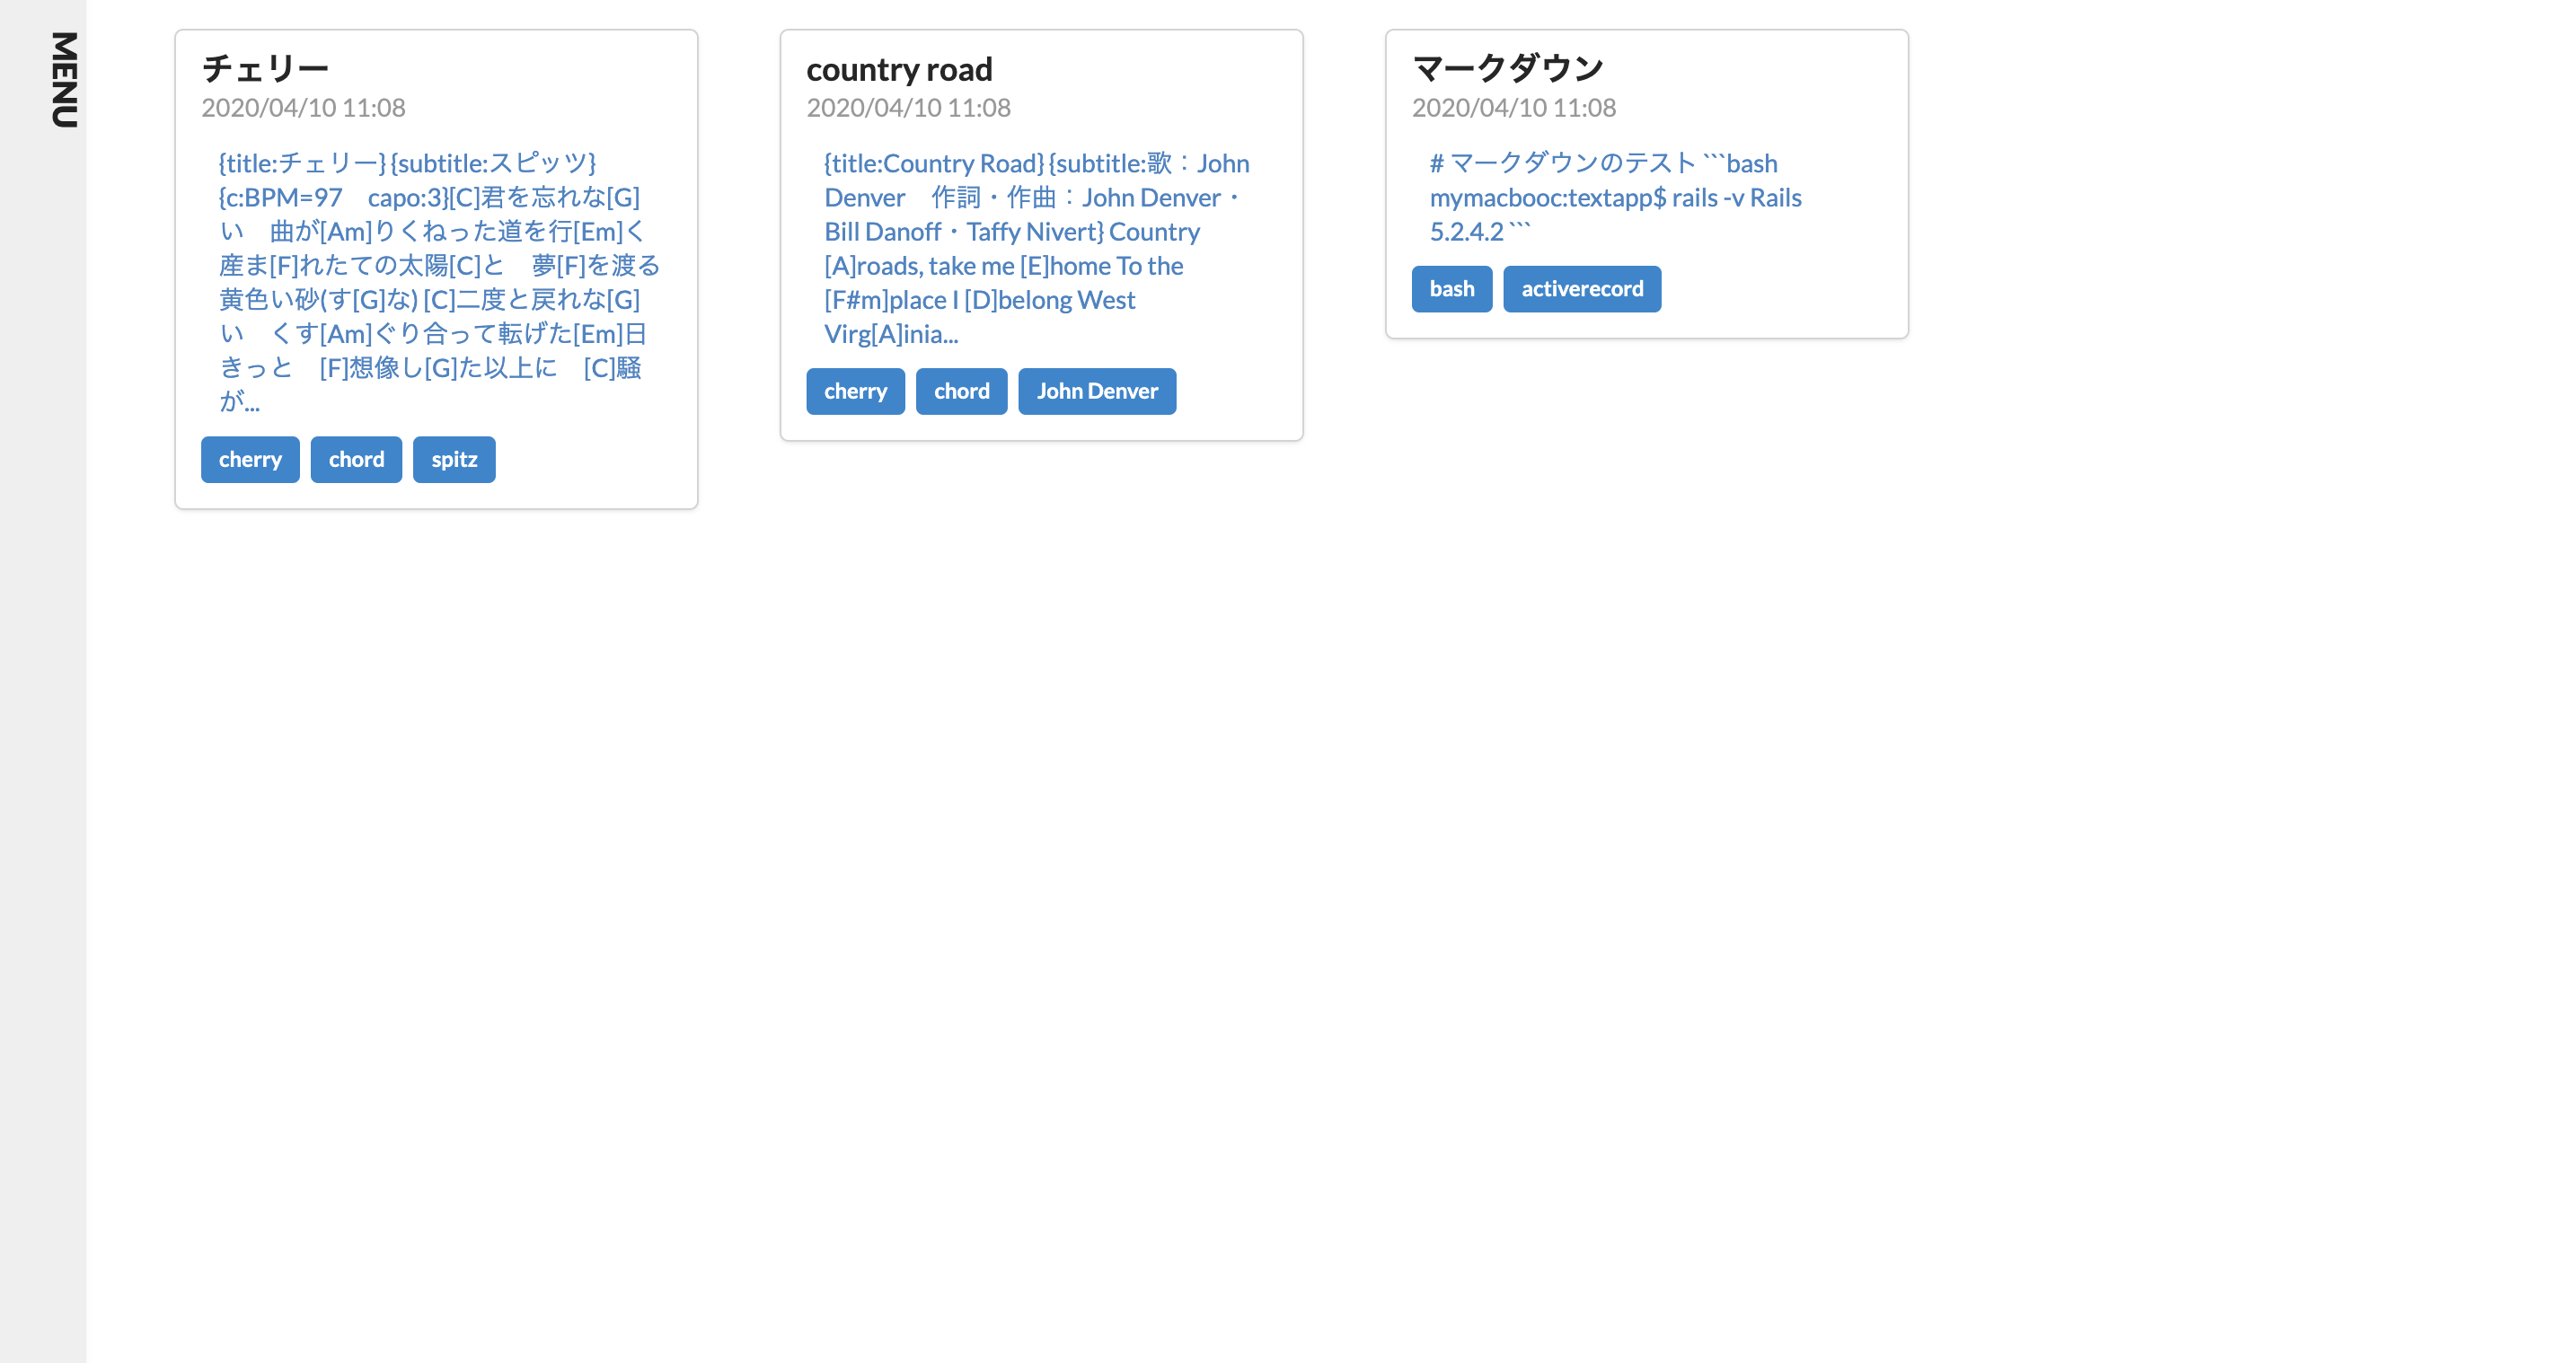 MENU
チェリー
2020/04/10 11:08
{title:チェリー} {subtitle:スピッツ}
{c:BPM=97　capo:3}[C]君を忘れな[G]
い　曲が[Am]りくねった道を行[Em]く
産ま[F]れたての太陽[C]と　夢[F]を渡る
黄色い砂(す[G]な) [C]二度と戻れな[G]
い　くす[Am]ぐり合って転げた[Em]日
きっと　[F]想像し[G]た以上に　[C]騒
が...
cherry chord spitz
country road
2020/04/10 11:08
{title:Country Road} {subtitle:歌：John
Denver　作詞・作曲：John Denver・
Bill Danoff・Taffy Nivert} Country
[A]roads, take me [E]home To the
[F#m]place I [D]belong West
Virg[A]inia...
cherry chord John Denver
マークダウン
2020/04/10 11:08
# マークダウンのテスト ```bash
mymacbooc:textapp$ rails -v Rails
5.2.4.2 ```
bash activerecord